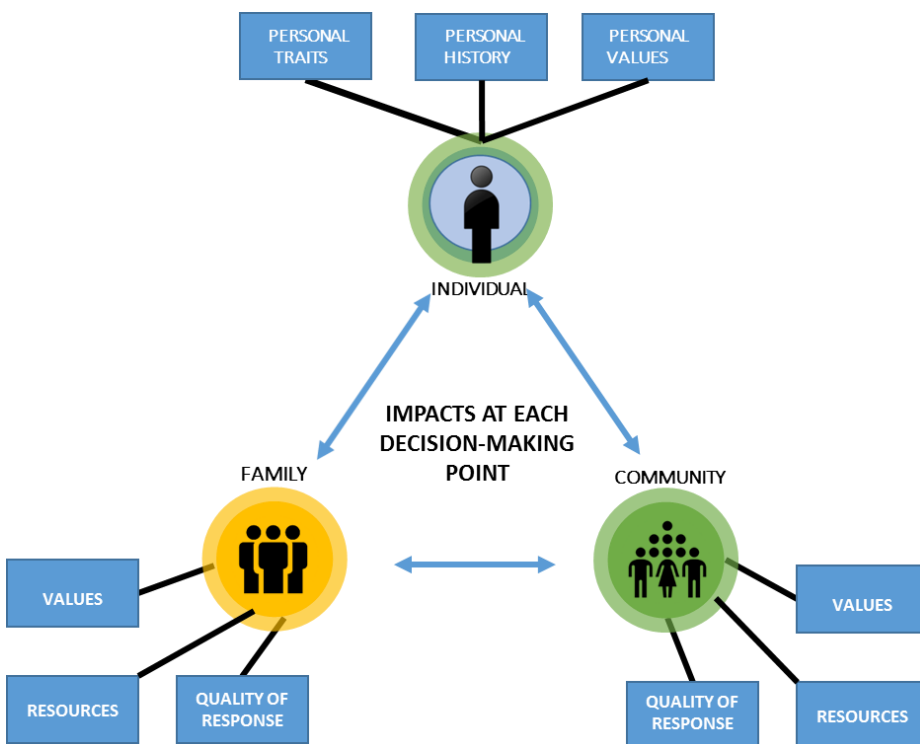 PERSONAL
TRAITS
PERSONAL
HISTORY
PERSONAL
VALUES
INDIVIDUAL
IMPACTS AT EACH
DECISION-MAKING
POINT
FAMILY
COMMUNITY
VALUES
RESOURCES
QUALITY OF
RESPONSE
VALUES
QUALITY OF
RESPONSE
RESOURCES